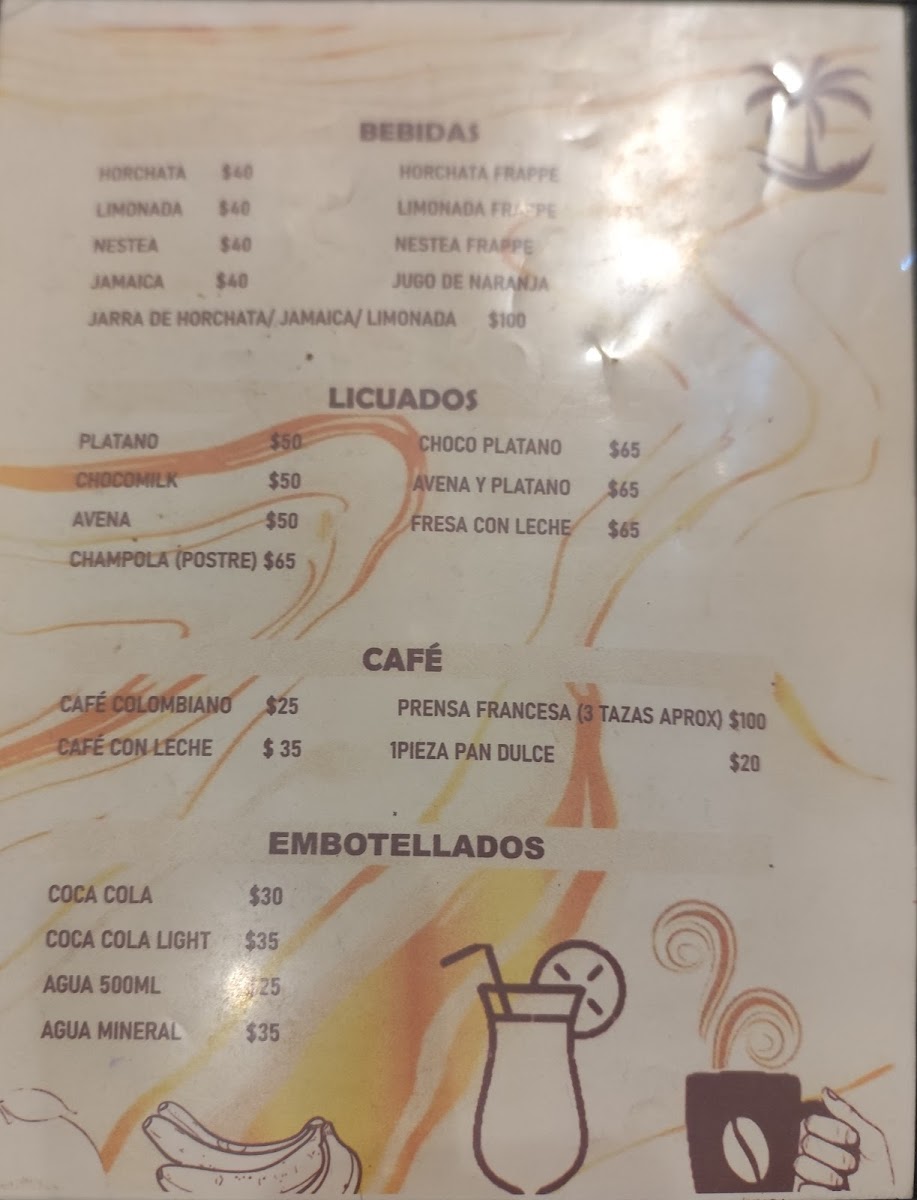 BEBIDAS
HORCHATA $40 HORCHATA FRAPPE
LIMONADA $40 LIMONADA FRAPPE
NESTEA $40 NESTEA FRAPPE
JAMAICA $40 JUGO DE NARANJA
JARRA DE HORCHATA/ JAMAICA/ LIMONADA $100
LICUADOS
PLATANO $50 CHOCO PLATANO $65
CHOCOMILK $50 AVENA Y PLATANO $65
AVENA $50 FRESA CON LECHE $65
CHAMPOLA (POSTRE) $65
CAFÉ
CAFÉ COLOMBIANO $25 PRENSA FRANCESA (3 TAZAS APROX) $100
CAFÉ CON LECHE $ 35 1PIEZA PAN DULCE $20
EMBOTELLADOS
COCA COLA $30
COCA COLA LIGHT $35
AGUA 500ML $25
AGUA MINERAL $35